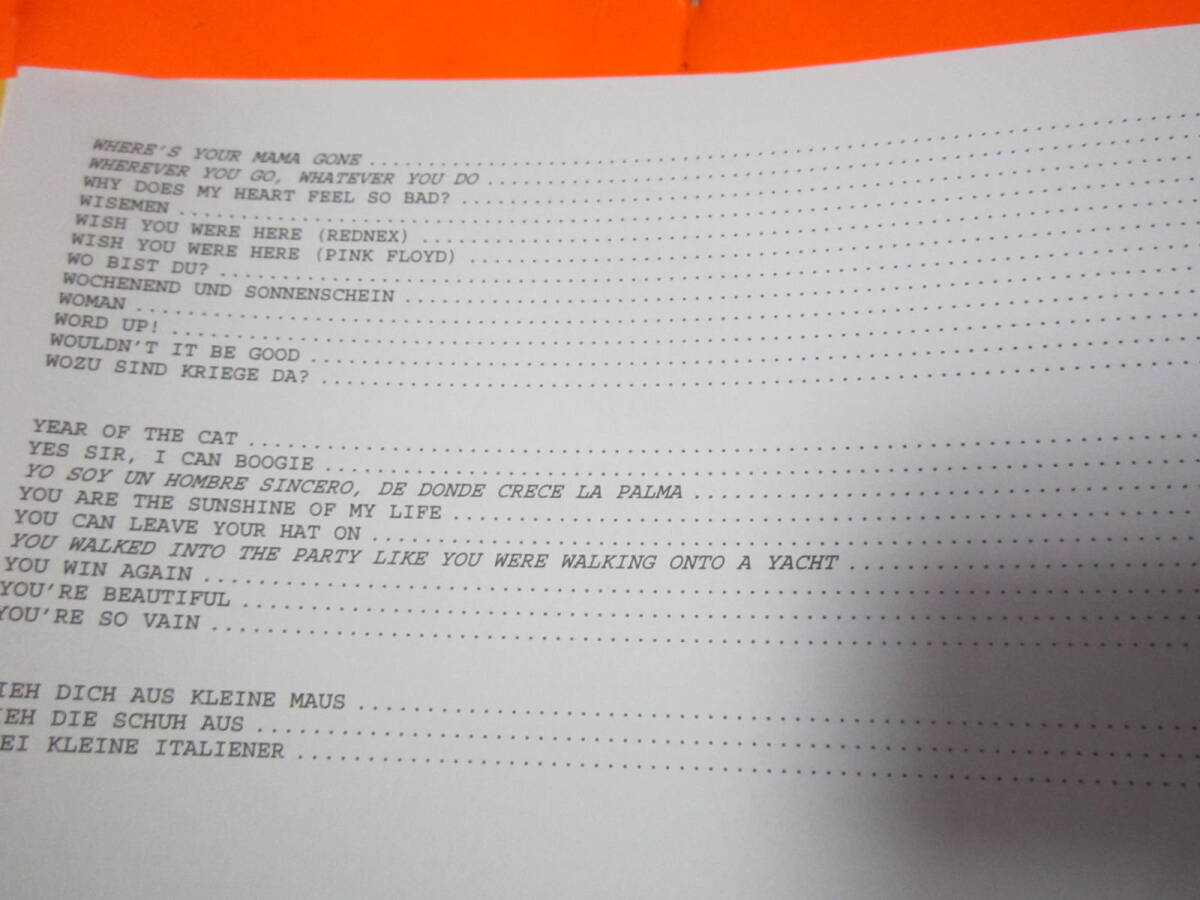 WHERE'S YOUR MAMA GONE
WHEREVER YOU GO, WHATEVER YOU DO
WHY DOES MY HEART FEEL SO BAD?
WISEMEN
WISH YOU WERE HERE (REDNEX)
WISH YOU WERE HERE (PINK FLOYD)
WO BIST DU?
WOCHENEND UND SONNENSCHEIN
WOMAN
WORD UP!
WOULDN'T IT BE GOOD
WOZU SIND KRIEGE DA?
YEAR OF THE CAT
YES SIR, I CAN BOOGIE
YO SOY UN HOMBRE SINCERO, DE DONDE CRECE LA PALMA
YOU ARE THE SUNSHINE OF MY LIFE
YOU CAN LEAVE YOUR HAT ON
YOU WALKED INTO THE PARTY LIKE YOU WERE WALKING ONTO A YACHT
YOU WIN AGAIN
YOU'RE BEAUTIFUL
YOU'RE SO VAIN
IEH DICH AUS KLEINE MAUS
IEH DIE SCHUH AUS
EI KLEINE ITALIENER